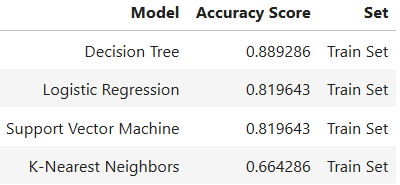 Model Accuracy Score Set
Decision Tree 0.889286 Train Set
Logistic Regression 0.819643 Train Set
Support Vector Machine 0.819643 Train Set
K-Nearest Neighbors 0.664286 Train Set